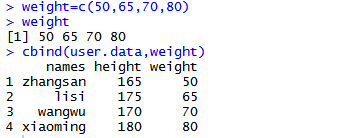 > weight=c(50,65,70,80)
> weight
[1] 50 65 70 80
> cbind(user.data,weight)
     names height weight
1 zhangsan    165     50
2     lisi    175     65
3   wangwu    170     70
4 xiaoming    180     80